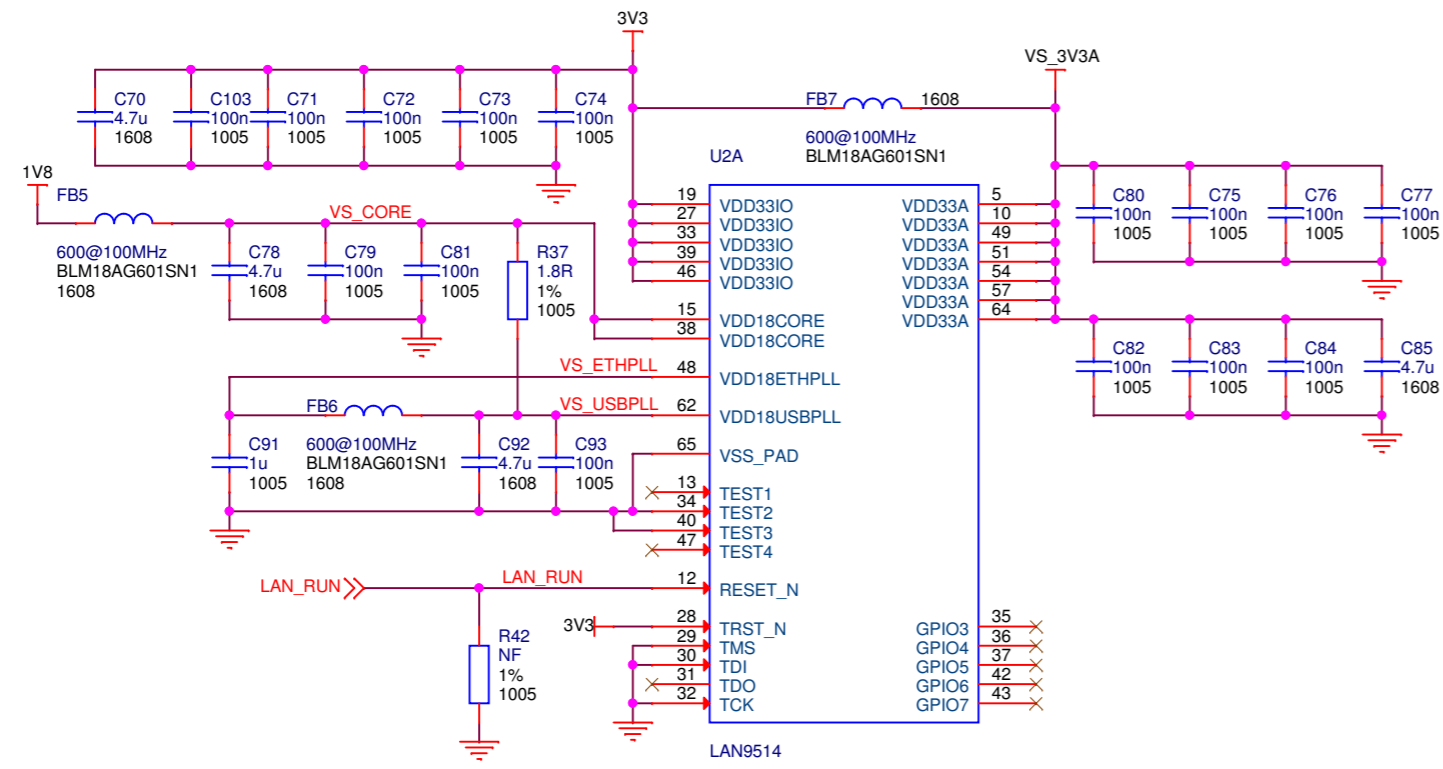 3V3
VS_3V3A
C70
4.7u
1608
C103
100n
1005
C71
100n
1005
C72
100n
1005
C73
100n
1005
C74
100n
1005
FB7
1608
600@100MHz
BLM18AG601SN1
1V8
FB5
600@100MHz
BLM18AG601SN1
1608
VS_CORE
C78
4.7u
1608
C79
100n
1005
C81
100n
1005
R37
1.8R
1%
1005
U2A
19 VDD33IO
27 VDD33IO
33 VDD33IO
39 VDD33IO
46 VDD33IO
15 VDD18CORE
38 VDD18CORE
VS_ETHPLL 48 VDD18ETHPLL
VS_USBPLL 62 VDD18USBPLL
65 VSS_PAD
13 TEST1
34 TEST2
40 TEST3
47 TEST4
LAN_RUN
LAN_RUN
12 RESET_N
3V3
28 TRST_N
29 TMS
30 TDI
31 TDO
32 TCK
VDD33A 5
VDD33A 10
VDD33A 49
VDD33A 51
VDD33A 54
VDD33A 57
VDD33A 64
GPIO3 35
GPIO4 36
GPIO5 37
GPIO6 42
GPIO7 43
LAN9514
C80
100n
1005
C75
100n
1005
C76
100n
1005
C77
100n
1005
C82
100n
1005
C83
100n
1005
C84
100n
1005
C85
4.7u
1608
C91
1u
1005
FB6
600@100MHz
BLM18AG601SN1
1608
C92
4.7u
1608
C93
100n
1005
R42
NF
1%
1005